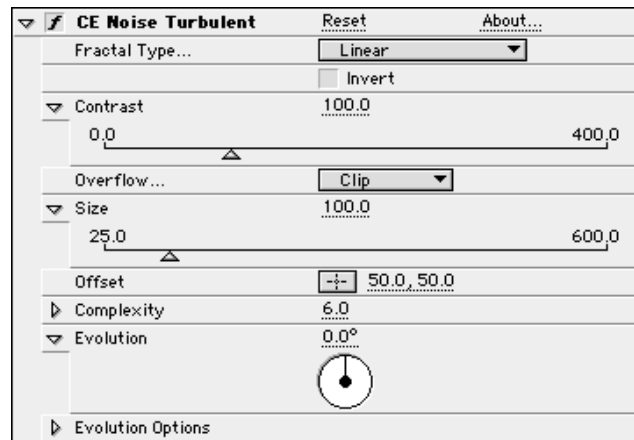 CE Noise Turbulent Reset About...
Fractal Type... Linear
Invert
Contrast 100.0
0.0 400.0
Overflow... Clip
Size 100.0
25.0 600.0
Offset 50.0, 50.0
Complexity 6.0
Evolution 0.0°
Evolution Options